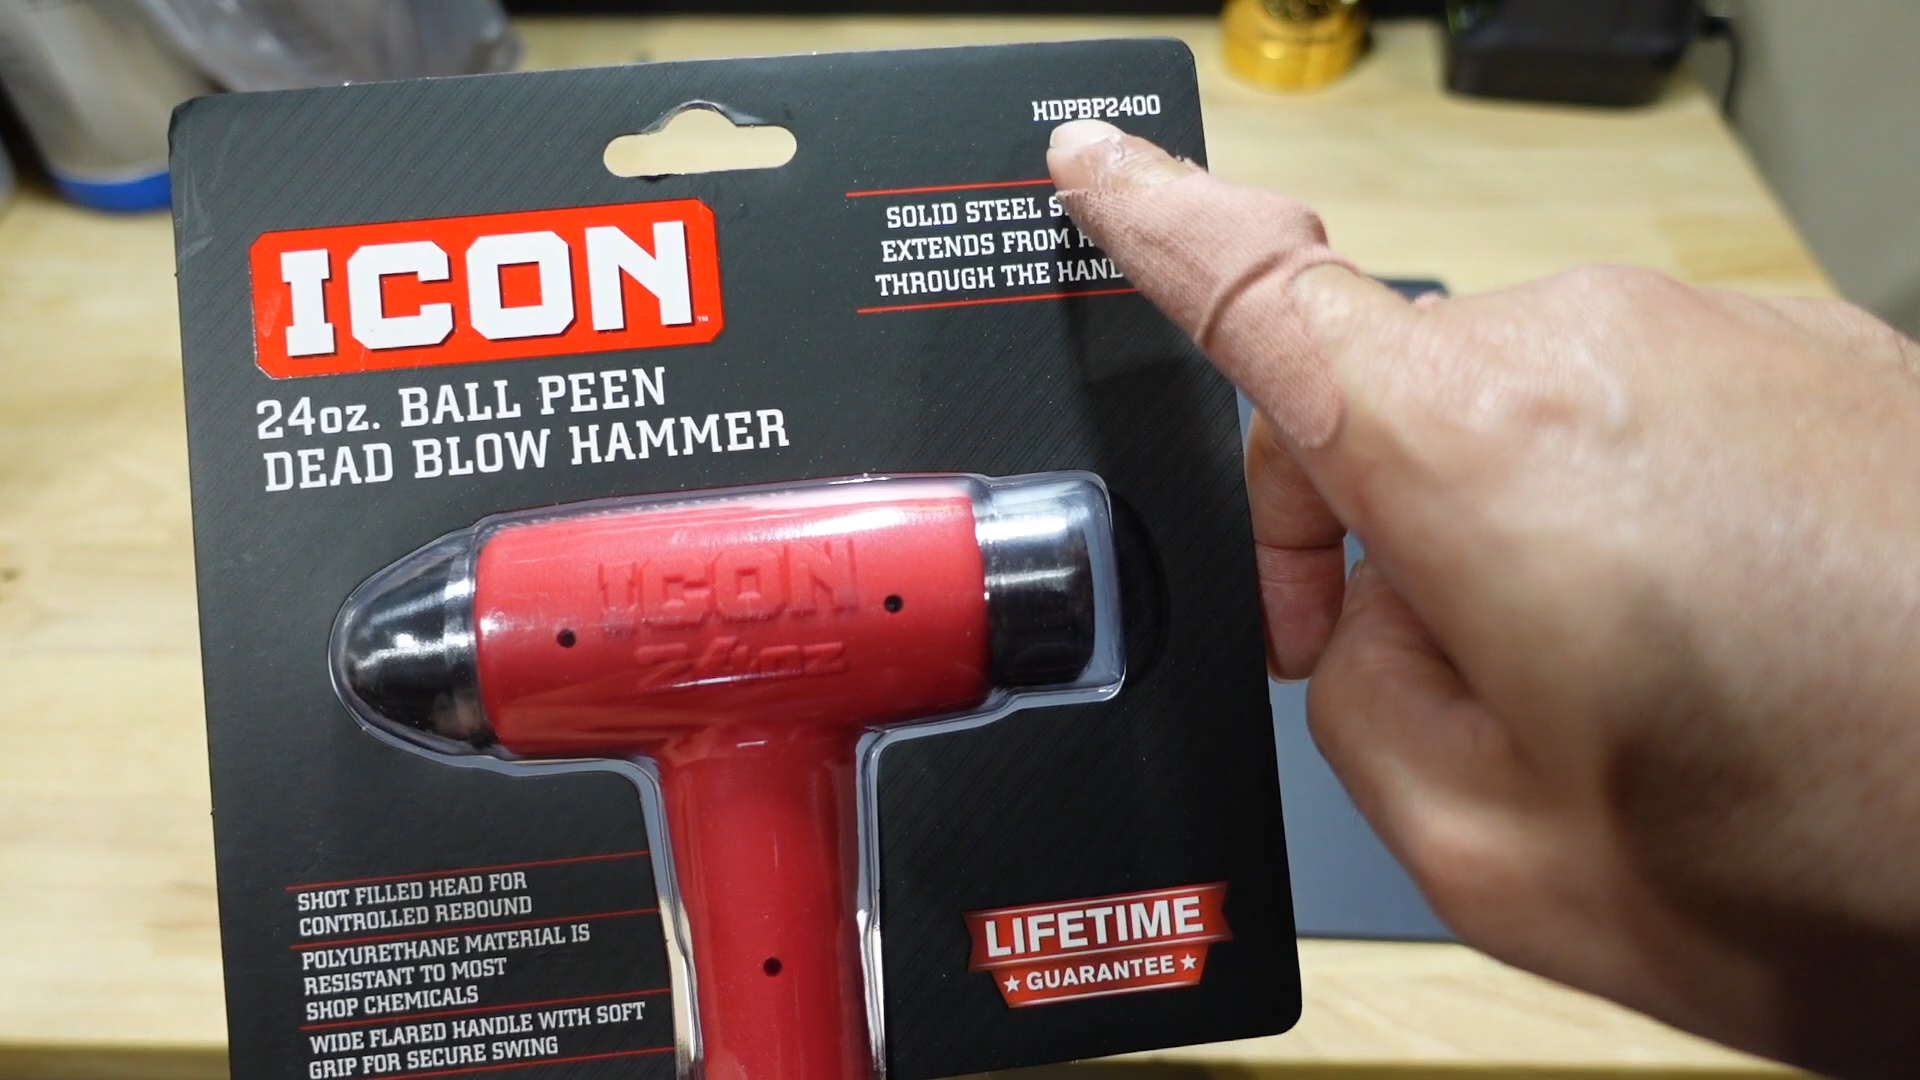 HDPBP2400
SOLID STEEL
EXTENDS FROM
THROUGH THE
ICON
24oz. BALL PEEN
DEAD BLOW HAMMER
ICON
24oz
SHOT FILLED HEAD FOR
CONTROLLED REBOUND
POLYURETHANE MATERIAL IS
RESISTANT TO MOST
SHOP CHEMICALS
WIDE FLARED HANDLE WITH SOFT
GRIP FOR SECURE SWING
LIFETIME
★ GUARANTEE ★